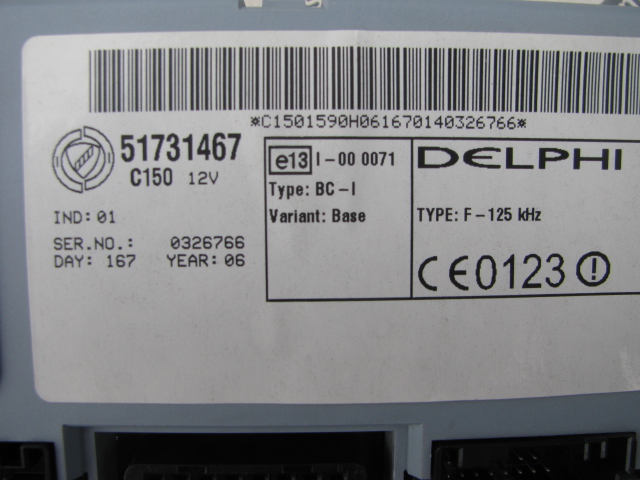 *C1501590H061670140326766*
51731467
C150 12V
IND: 01
SER.NO.: 0326766
DAY: 167 YEAR: 06
e13 I-00 0071
Type: BC-I
Variant: Base
DELPHI
TYPE: F-125 kHz
CE0123